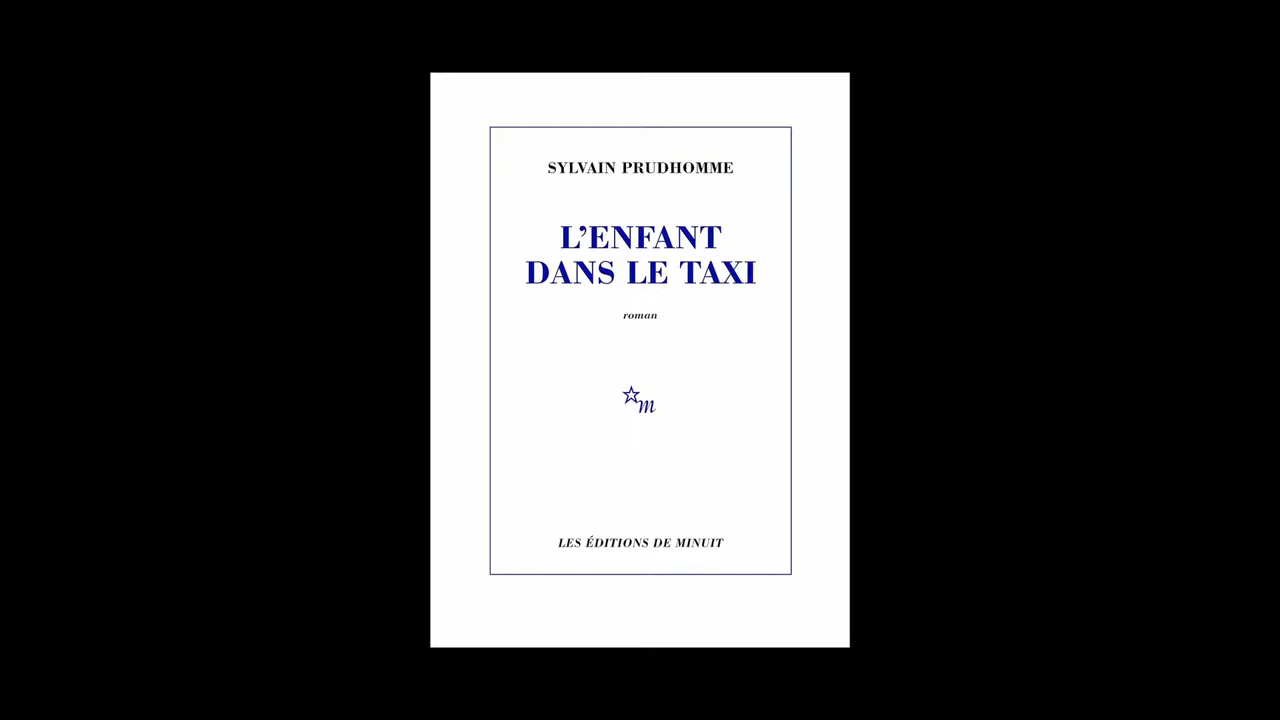 SYLVAIN PRUDHOMME
L’ENFANT
DANS LE TAXI
roman
m
LES ÉDITIONS DE MINUIT